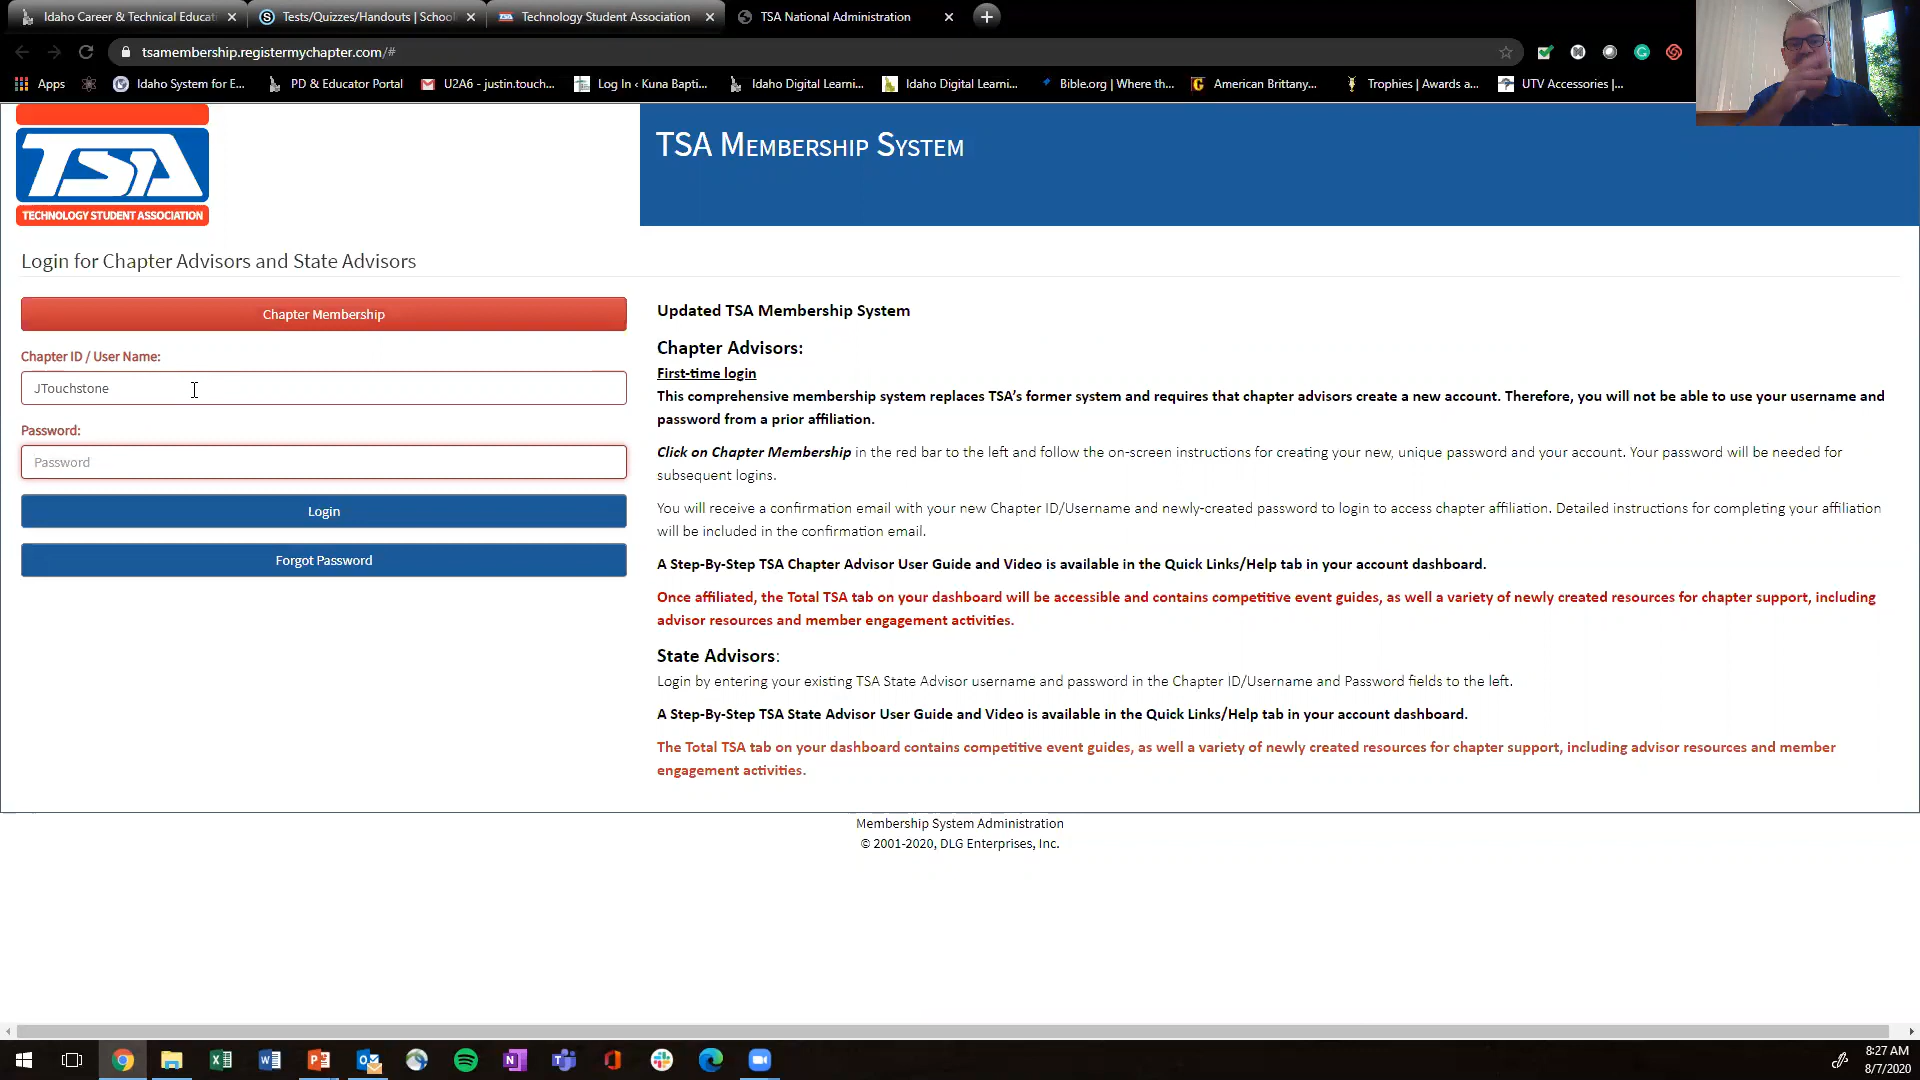 Idaho Career & Technical Educati
Tests/Quizzes/Handouts | School
Technology Student Association
TSA National Administration
tsamembership.registermychapter.com/#
Apps
Idaho System for E...
PD & Educator Portal
U2A6 - justin.touch...
Log In ‹ Kuna Bapti...
Idaho Digital Learni...
Idaho Digital Learni...
Bible.org | Where th...
American Brittany...
Trophies | Awards a...
UTV Accessories |...
TSA
TECHNOLOGY STUDENT ASSOCIATION
TSA Membership System
Login for Chapter Advisors and State Advisors
Chapter Membership
Chapter ID / User Name:
JTouchstone
Password:
Password
Login
Forgot Password
Updated TSA Membership System
Chapter Advisors:
First-time login
This comprehensive membership system replaces TSA's former system and requires that chapter advisors create a new account. Therefore, you will not be able to use your username and
password from a prior affiliation.
Click on Chapter Membership in the red bar to the left and follow the on-screen instructions for creating your new, unique password and your account. Your password will be needed for
subsequent logins.
You will receive a confirmation email with your new Chapter ID/Username and newly-created password to login to access chapter affiliation. Detailed instructions for completing your affiliation
will be included in the confirmation email.
A Step-By-Step TSA Chapter Advisor User Guide and Video is available in the Quick Links/Help tab in your account dashboard.
Once affiliated, the Total TSA tab on your dashboard will be accessible and contains competitive event guides, as well a variety of newly created resources for chapter support, including
advisor resources and member engagement activities.
State Advisors:
Login by entering your existing TSA State Advisor username and password in the Chapter ID/Username and Password fields to the left.
A Step-By-Step TSA State Advisor User Guide and Video is available in the Quick Links/Help tab in your account dashboard.
The Total TSA tab on your dashboard contains competitive event guides, as well a variety of newly created resources for chapter support, including advisor resources and member
engagement activities.
Membership System Administration
© 2001-2020, DLG Enterprises, Inc.
8:27 AM
8/7/2020